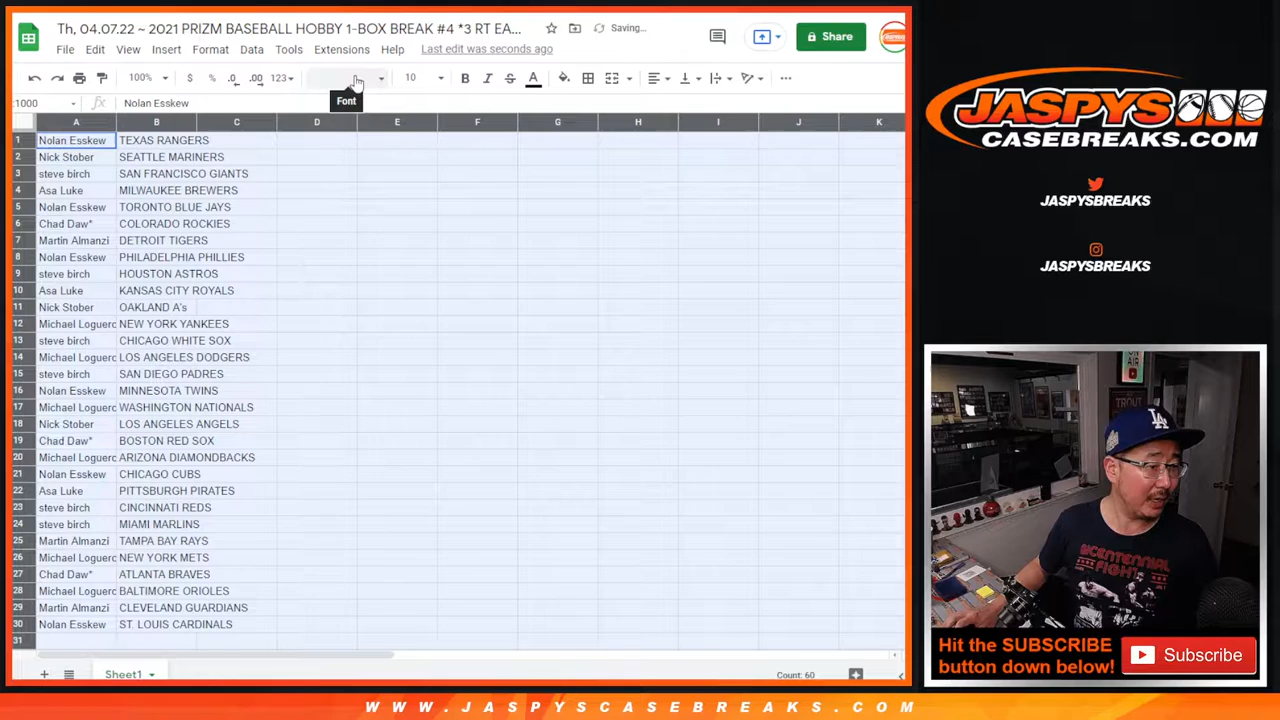 Th, 04.07.22 ~ 2021 PRIZM BASEBALL HOBBY 1-BOX BREAK #4 *3 RT EA...
Saving...
Share
File Edit View Insert Format Data Tools Extensions Help Last edit was seconds ago
100% $ % .0 .00 123 10 B I S A
Font
:1000 fx Nolan Esskew
A B C D E F G H I J K
1 Nolan Esskew TEXAS RANGERS
2 Nick Stober SEATTLE MARINERS
3 steve birch SAN FRANCISCO GIANTS
4 Asa Luke MILWAUKEE BREWERS
5 Nolan Esskew TORONTO BLUE JAYS
6 Chad Daw* COLORADO ROCKIES
7 Martin Almanzi DETROIT TIGERS
8 Nolan Esskew PHILADELPHIA PHILLIES
9 steve birch HOUSTON ASTROS
10 Asa Luke KANSAS CITY ROYALS
11 Nick Stober OAKLAND A's
12 Michael Loguerc NEW YORK YANKEES
13 steve birch CHICAGO WHITE SOX
14 Michael Loguerc LOS ANGELES DODGERS
15 steve birch SAN DIEGO PADRES
16 Nolan Esskew MINNESOTA TWINS
17 Michael Loguerc WASHINGTON NATIONALS
18 Nick Stober LOS ANGELES ANGELS
19 Chad Daw* BOSTON RED SOX
20 Michael Loguerc ARIZONA DIAMONDBACKS
21 Nolan Esskew CHICAGO CUBS
22 Asa Luke PITTSBURGH PIRATES
23 steve birch CINCINNATI REDS
24 steve birch MIAMI MARLINS
25 Martin Almanzi TAMPA BAY RAYS
26 Michael Loguerc NEW YORK METS
27 Chad Daw* ATLANTA BRAVES
28 Michael Loguerc BALTIMORE ORIOLES
29 Martin Almanzi CLEVELAND GUARDIANS
30 Nolan Esskew ST. LOUIS CARDINALS
31
Sheet1
Count: 60
JASPYS
CASEBREAKS.COM
JASPYSBREAKS
JASPYSBREAKS
ON AIR
TROUT
BICENTENNIAL
FIGHT
Hit the SUBSCRIBE
button down below!
Subscribe
WWW.JASPYSCASEBREAKS.COM